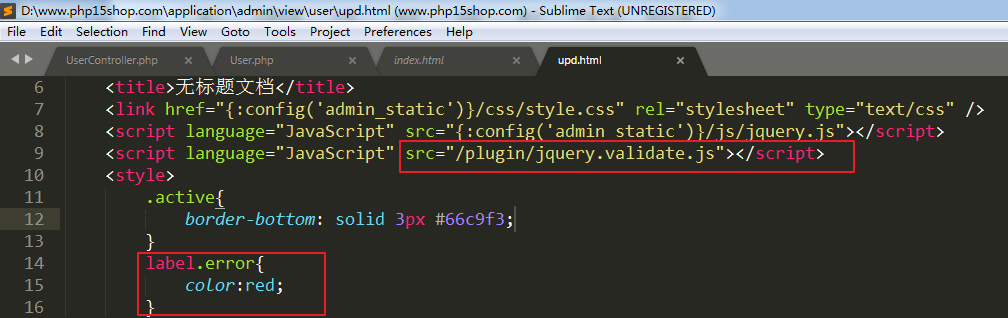 D:\www.php15shop.com\application\admin\view\user\upd.html (www.php15shop.com) - Sublime Text (UNREGISTERED)
File Edit Selection Find View Goto Tools Project Preferences Help
UserController.php × User.php × index.html × upd.html ×
6 <title>无标题文档</title>
7 <link href="{:config('admin_static')}/css/style.css" rel="stylesheet" type="text/css" />
8 <script language="JavaScript" src="{:config('admin_static')}/js/jquery.js"></script>
9 <script language="JavaScript" src="/plugin/jquery.validate.js"></script>
10 <style>
11 .active{
12 border-bottom: solid 3px #66c9f3;
13 }
14 label.error{
15 color:red;
16 }